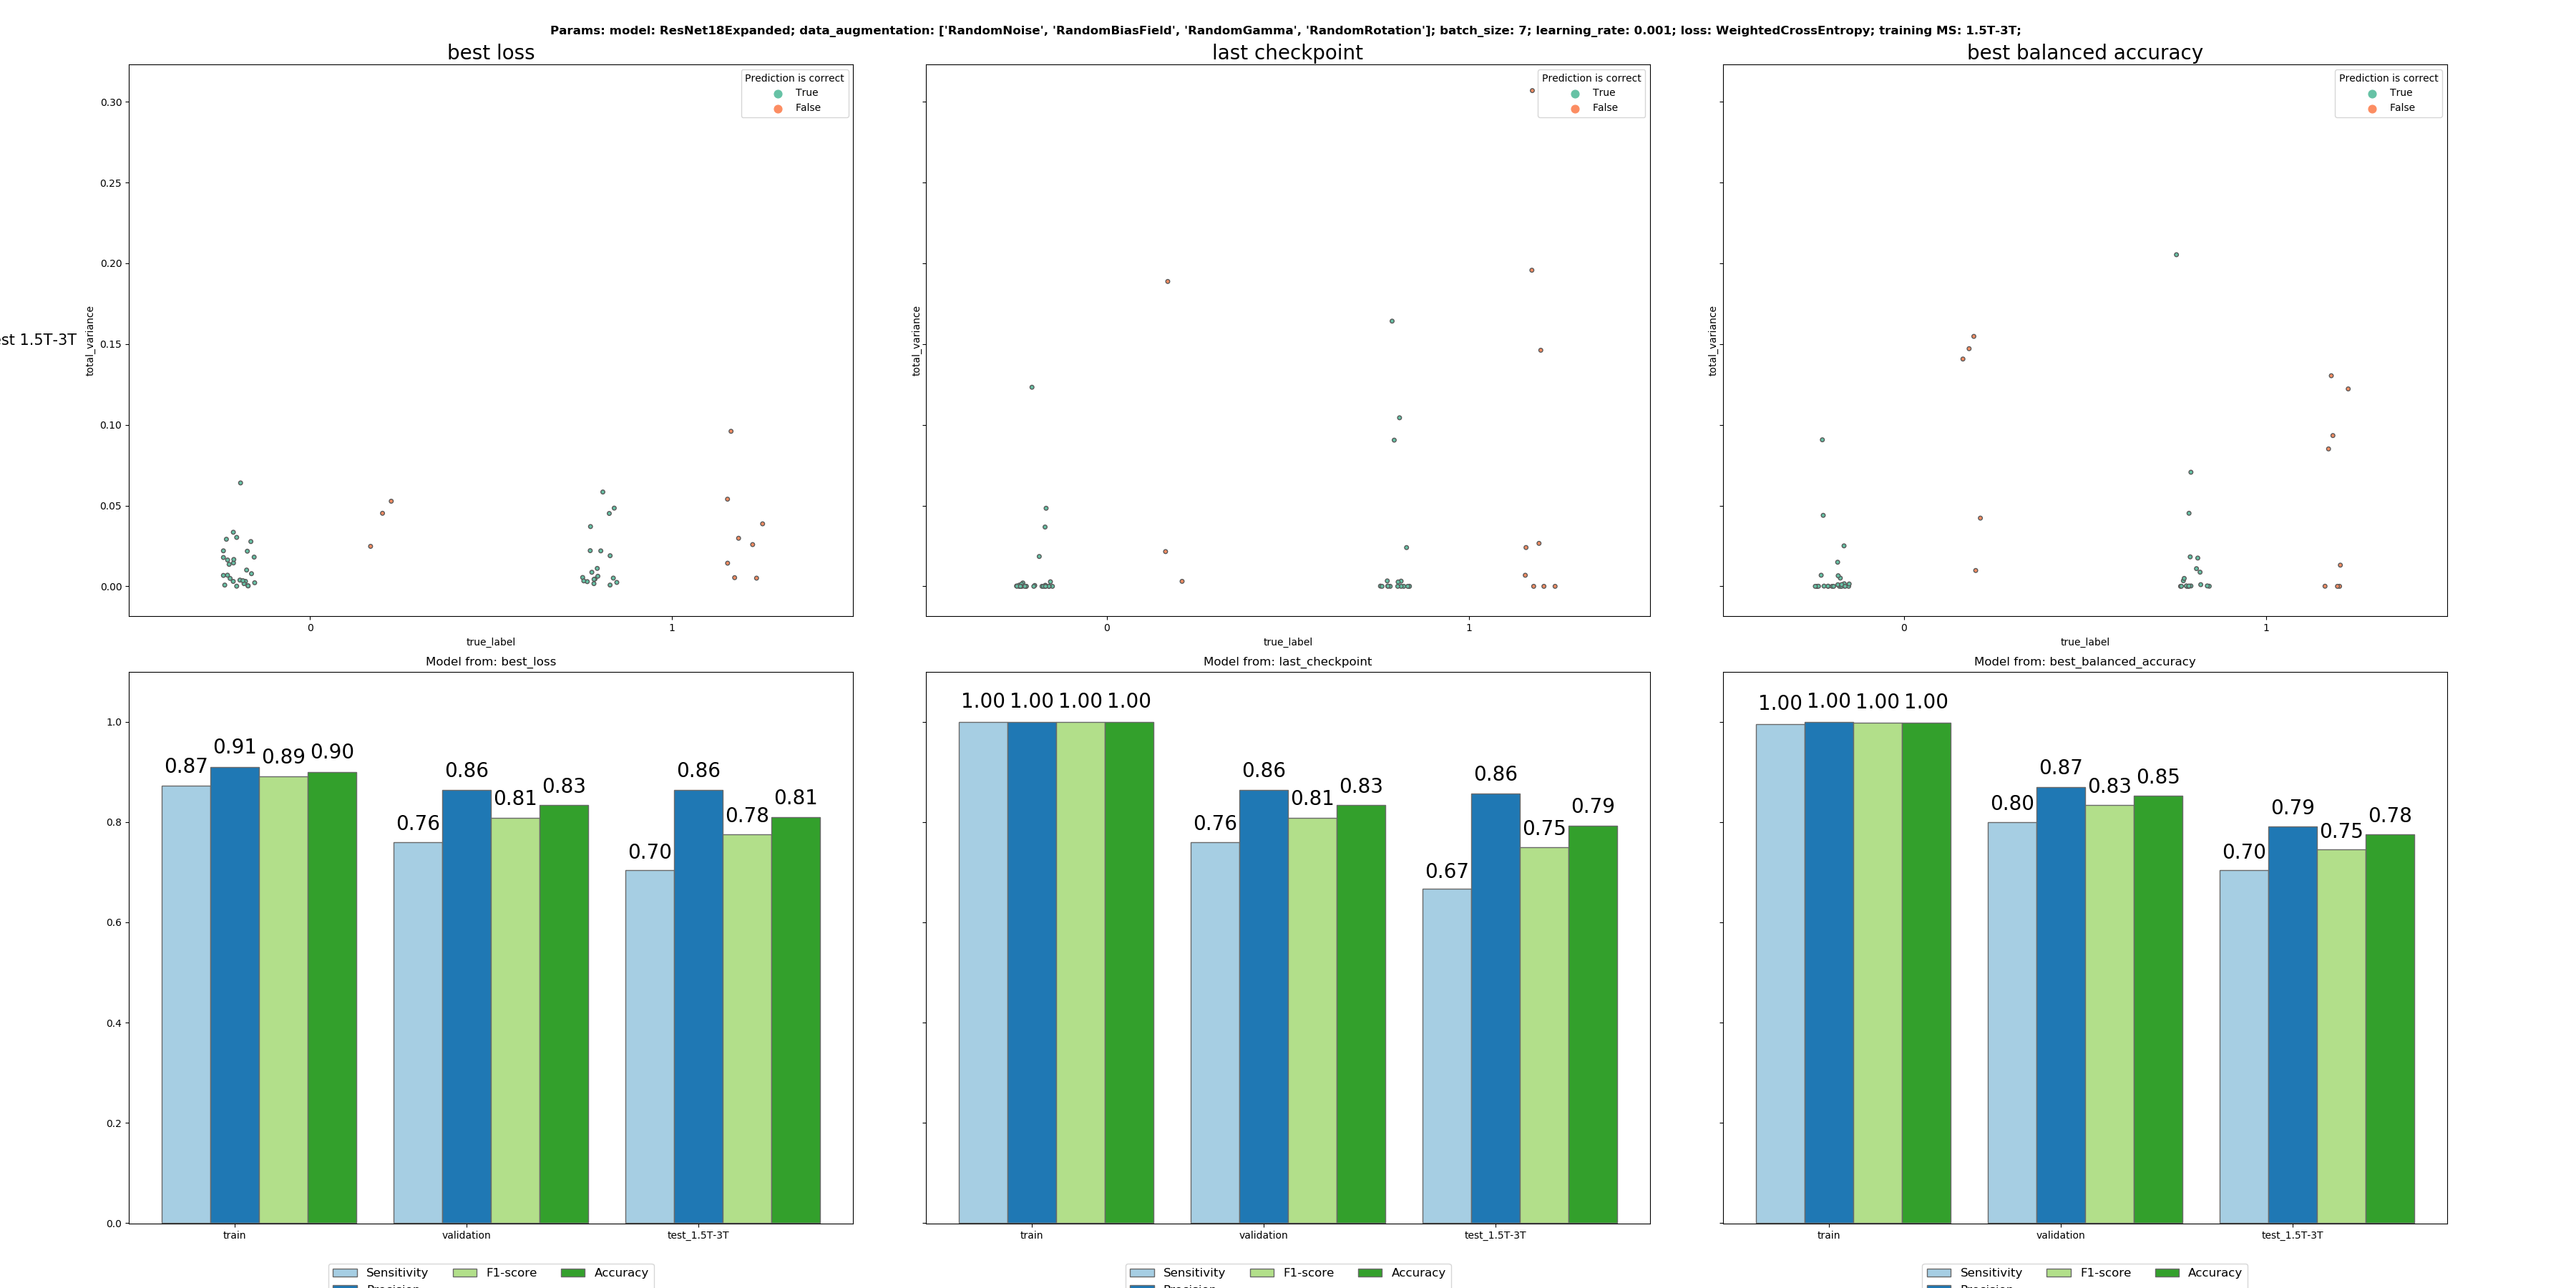 Params: model: ResNet18Expanded; data_augmentation: ['RandomNoise', 'RandomBiasField', 'RandomGamma', 'RandomRotation']; batch_size: 7; learning_rate: 0.001; loss: WeightedCrossEntropy; training MS: 1.5T-3T;
best loss
last checkpoint
best balanced accuracy
Prediction is correct
True
False
Prediction is correct
True
False
Prediction is correct
True
False
0.30
0.25
0.20
0.15
0.10
0.05
0.00
1.5T-3T
total_variance
total_variance
total_variance
0 1
0 1
0 1
true_label
true_label
true_label
Model from: best_loss
Model from: last_checkpoint
Model from: best_balanced_accuracy
1.0
0.8
0.6
0.4
0.2
0.0
0.87 0.91 0.89 0.90
0.76 0.86 0.81 0.83
0.70 0.86 0.78 0.81
1.00 1.00 1.00 1.00
0.76 0.86 0.81 0.83
0.67 0.86 0.75 0.79
1.00 1.00 1.00 1.00
0.80 0.87 0.83 0.85
0.70 0.79 0.75 0.78
train validation test_1.5T-3T
train validation test_1.5T-3T
train validation test_1.5T-3T
Sensitivity F1-score Accuracy
Sensitivity F1-score Accuracy
Sensitivity F1-score Accuracy